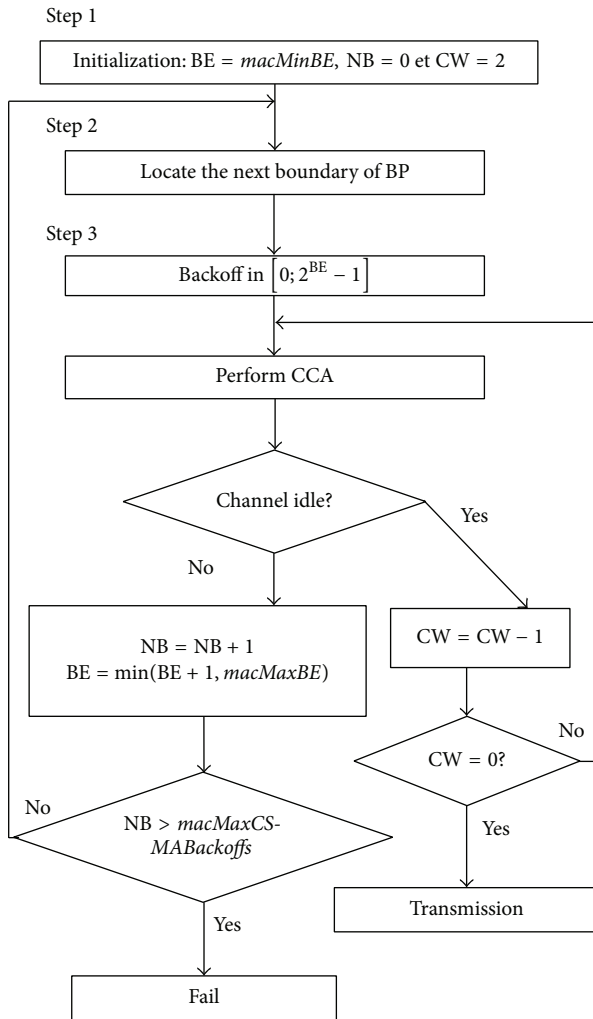 Step 1
Initialization: BE = macMinBE, NB = 0 et CW = 2
Step 2
Locate the next boundary of BP
Step 3
Backoff in [0; 2^BE − 1]
Perform CCA
Channel idle?
Yes
No
NB = NB + 1
BE = min(BE + 1, macMaxBE)
CW = CW − 1
No
CW = 0?
No
NB > macMaxCS-
MABackoffs
Yes
Transmission
Yes
Fail